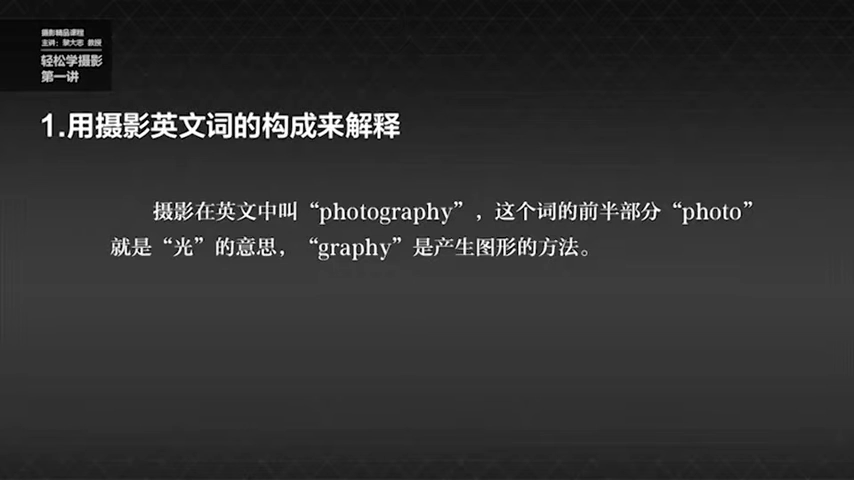 摄影精品课程
主讲：黎大志 教授
轻松学摄影
第一讲
1.用摄影英文词的构成来解释
摄影在英文中叫“photography”，这个词的前半部分“photo”
就是“光”的意思，“graphy”是产生图形的方法。